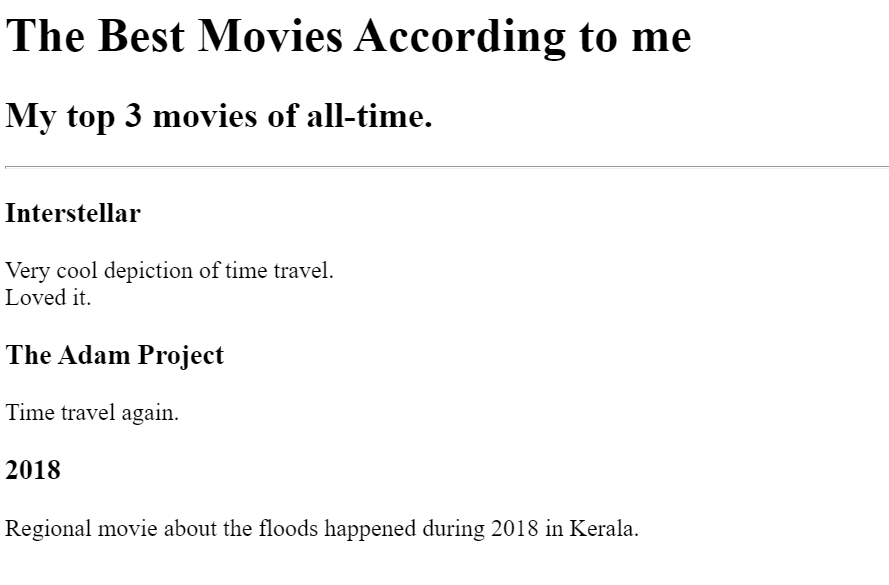 The Best Movies According to me
My top 3 movies of all-time.
Interstellar
Very cool depiction of time travel.
Loved it.
The Adam Project
Time travel again.
2018
Regional movie about the floods happened during 2018 in Kerala.